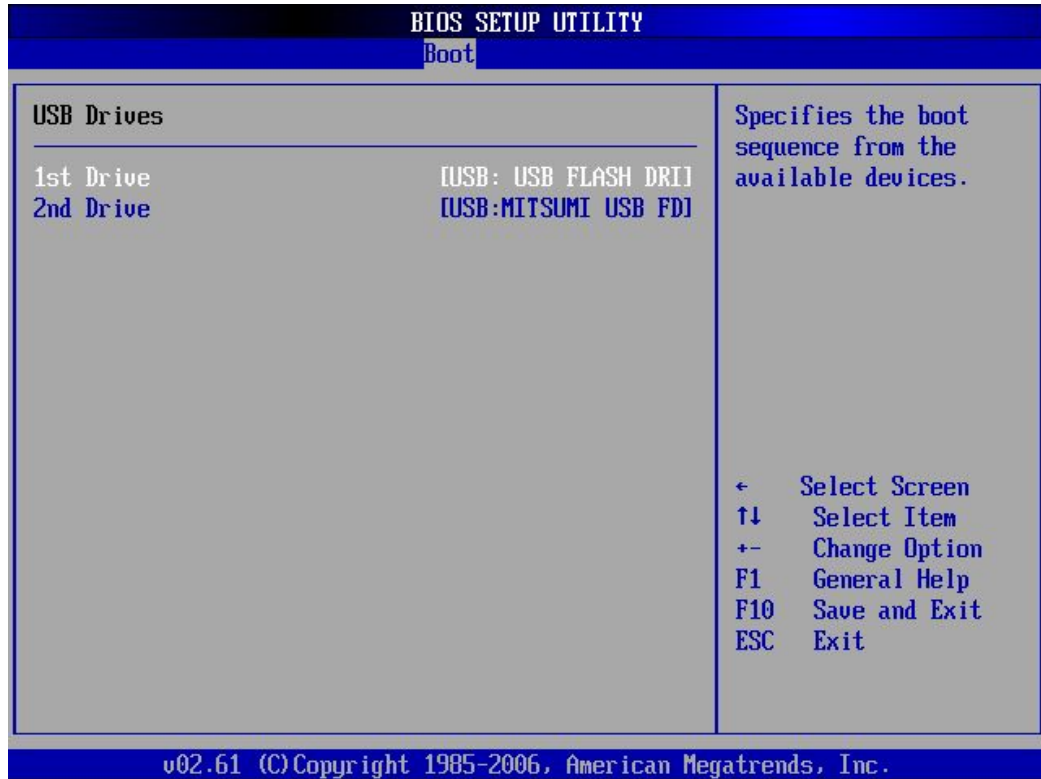 BIOS SETUP UTILITY
Boot
USB Drives
1st Drive [USB: USB FLASH DRI]
2nd Drive [USB:MITSUMI USB FD]
Specifies the boot
sequence from the
available devices.
← Select Screen
↑↓ Select Item
+- Change Option
F1 General Help
F10 Save and Exit
ESC Exit
v02.61 (C)Copyright 1985-2006, American Megatrends, Inc.